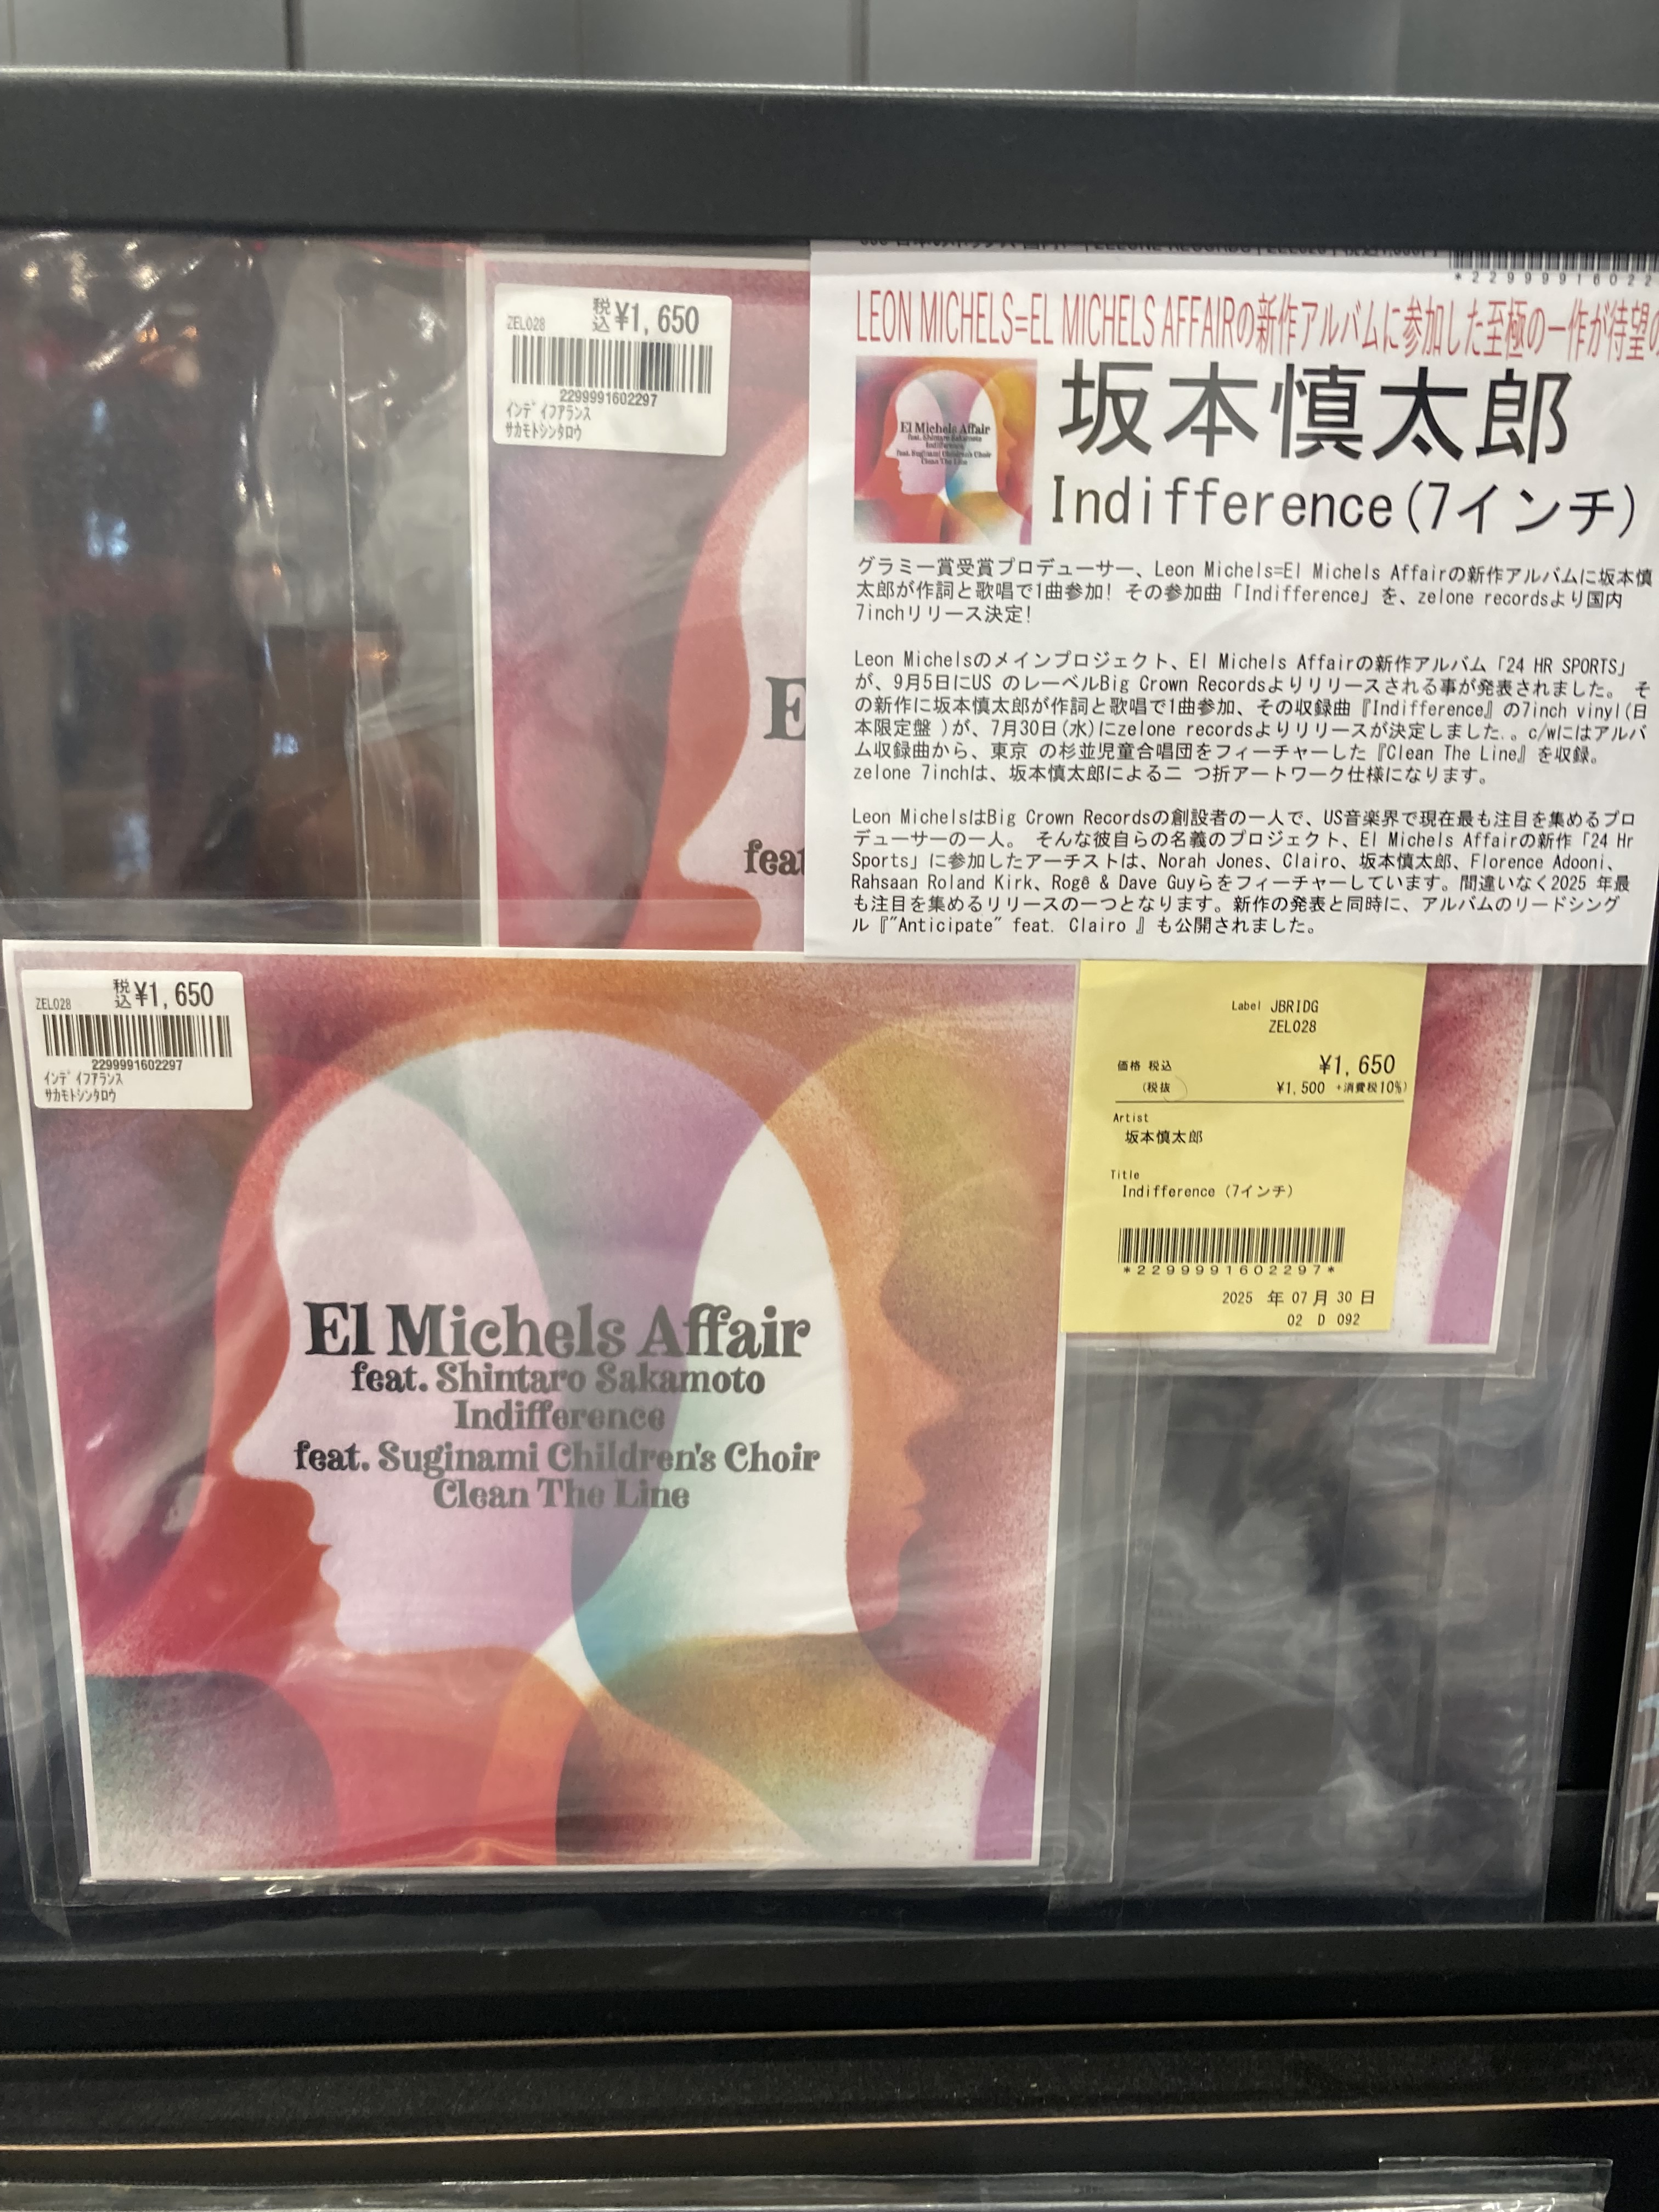 ZEL028 税込 ¥1,650
2299991602297
インデイフアランス
サカモトシンタロウ
*22999916022
LEON MICHELS=EL MICHELS AFFAIRの新作アルバムに参加した至極の一作が待望の
El Michels Affair
feat. Shintaro Sakamoto
Indifference
feat. Suginami Children's Choir
Clean The Line
坂本慎太郎
Indifference(7インチ)
グラミー賞受賞プロデューサー、Leon Michels=El Michels Affairの新作アルバムに坂本慎
太郎が作詞と歌唱で1曲参加! その参加曲「Indifference」を、zelone recordsより国内
7inchリリース決定!
Leon Michelsのメインプロジェクト、El Michels Affairの新作アルバム「24 HR SPORTS」
が、9月5日にUS のレーベルBig Crown Recordsよりリリースされる事が発表されました。 そ
の新作に坂本慎太郎が作詞と歌唱で1曲参加、その収録曲『Indifference』の7inch vinyl(日
本限定盤 )が、7月30日(水)にzelone recordsよりリリースが決定しました.。c/wにはアルバ
ム収録曲から、東京 の杉並児童合唱団をフィーチャーした『Clean The Line』を収録。
zelone 7inchは、坂本慎太郎による二 つ折アートワーク仕様になります。
Leon MichelsはBig Crown Recordsの創設者の一人で、US音楽界で現在最も注目を集めるプロ
デューサーの一人。 そんな彼自らの名義のプロジェクト、El Michels Affairの新作「24 Hr
Sports」に参加したアーチストは、Norah Jones、Clairo、坂本慎太郎、Florence Adooni、
Rahsaan Roland Kirk、Rogê & Dave Guyらをフィーチャーしています。間違いなく2025 年最
も注目を集めるリリースの一つとなります。新作の発表と同時に、アルバムのリードシング
ル『"Anticipate" feat. Clairo 』も公開されました。
E
feat
ZEL028 税込 ¥1,650
2299991602297
インデイフアランス
サカモトシンタロウ
El Michels Affair
feat. Shintaro Sakamoto
Indifference
feat. Suginami Children's Choir
Clean The Line
Label JBRIDG
ZEL028
価格 税込 ¥1,650
(税抜 ¥1,500 +消費税10%)
Artist
坂本慎太郎
Title
Indifference (7インチ)
*2299991602297*
2025 年 07月 30 日
02 D 092